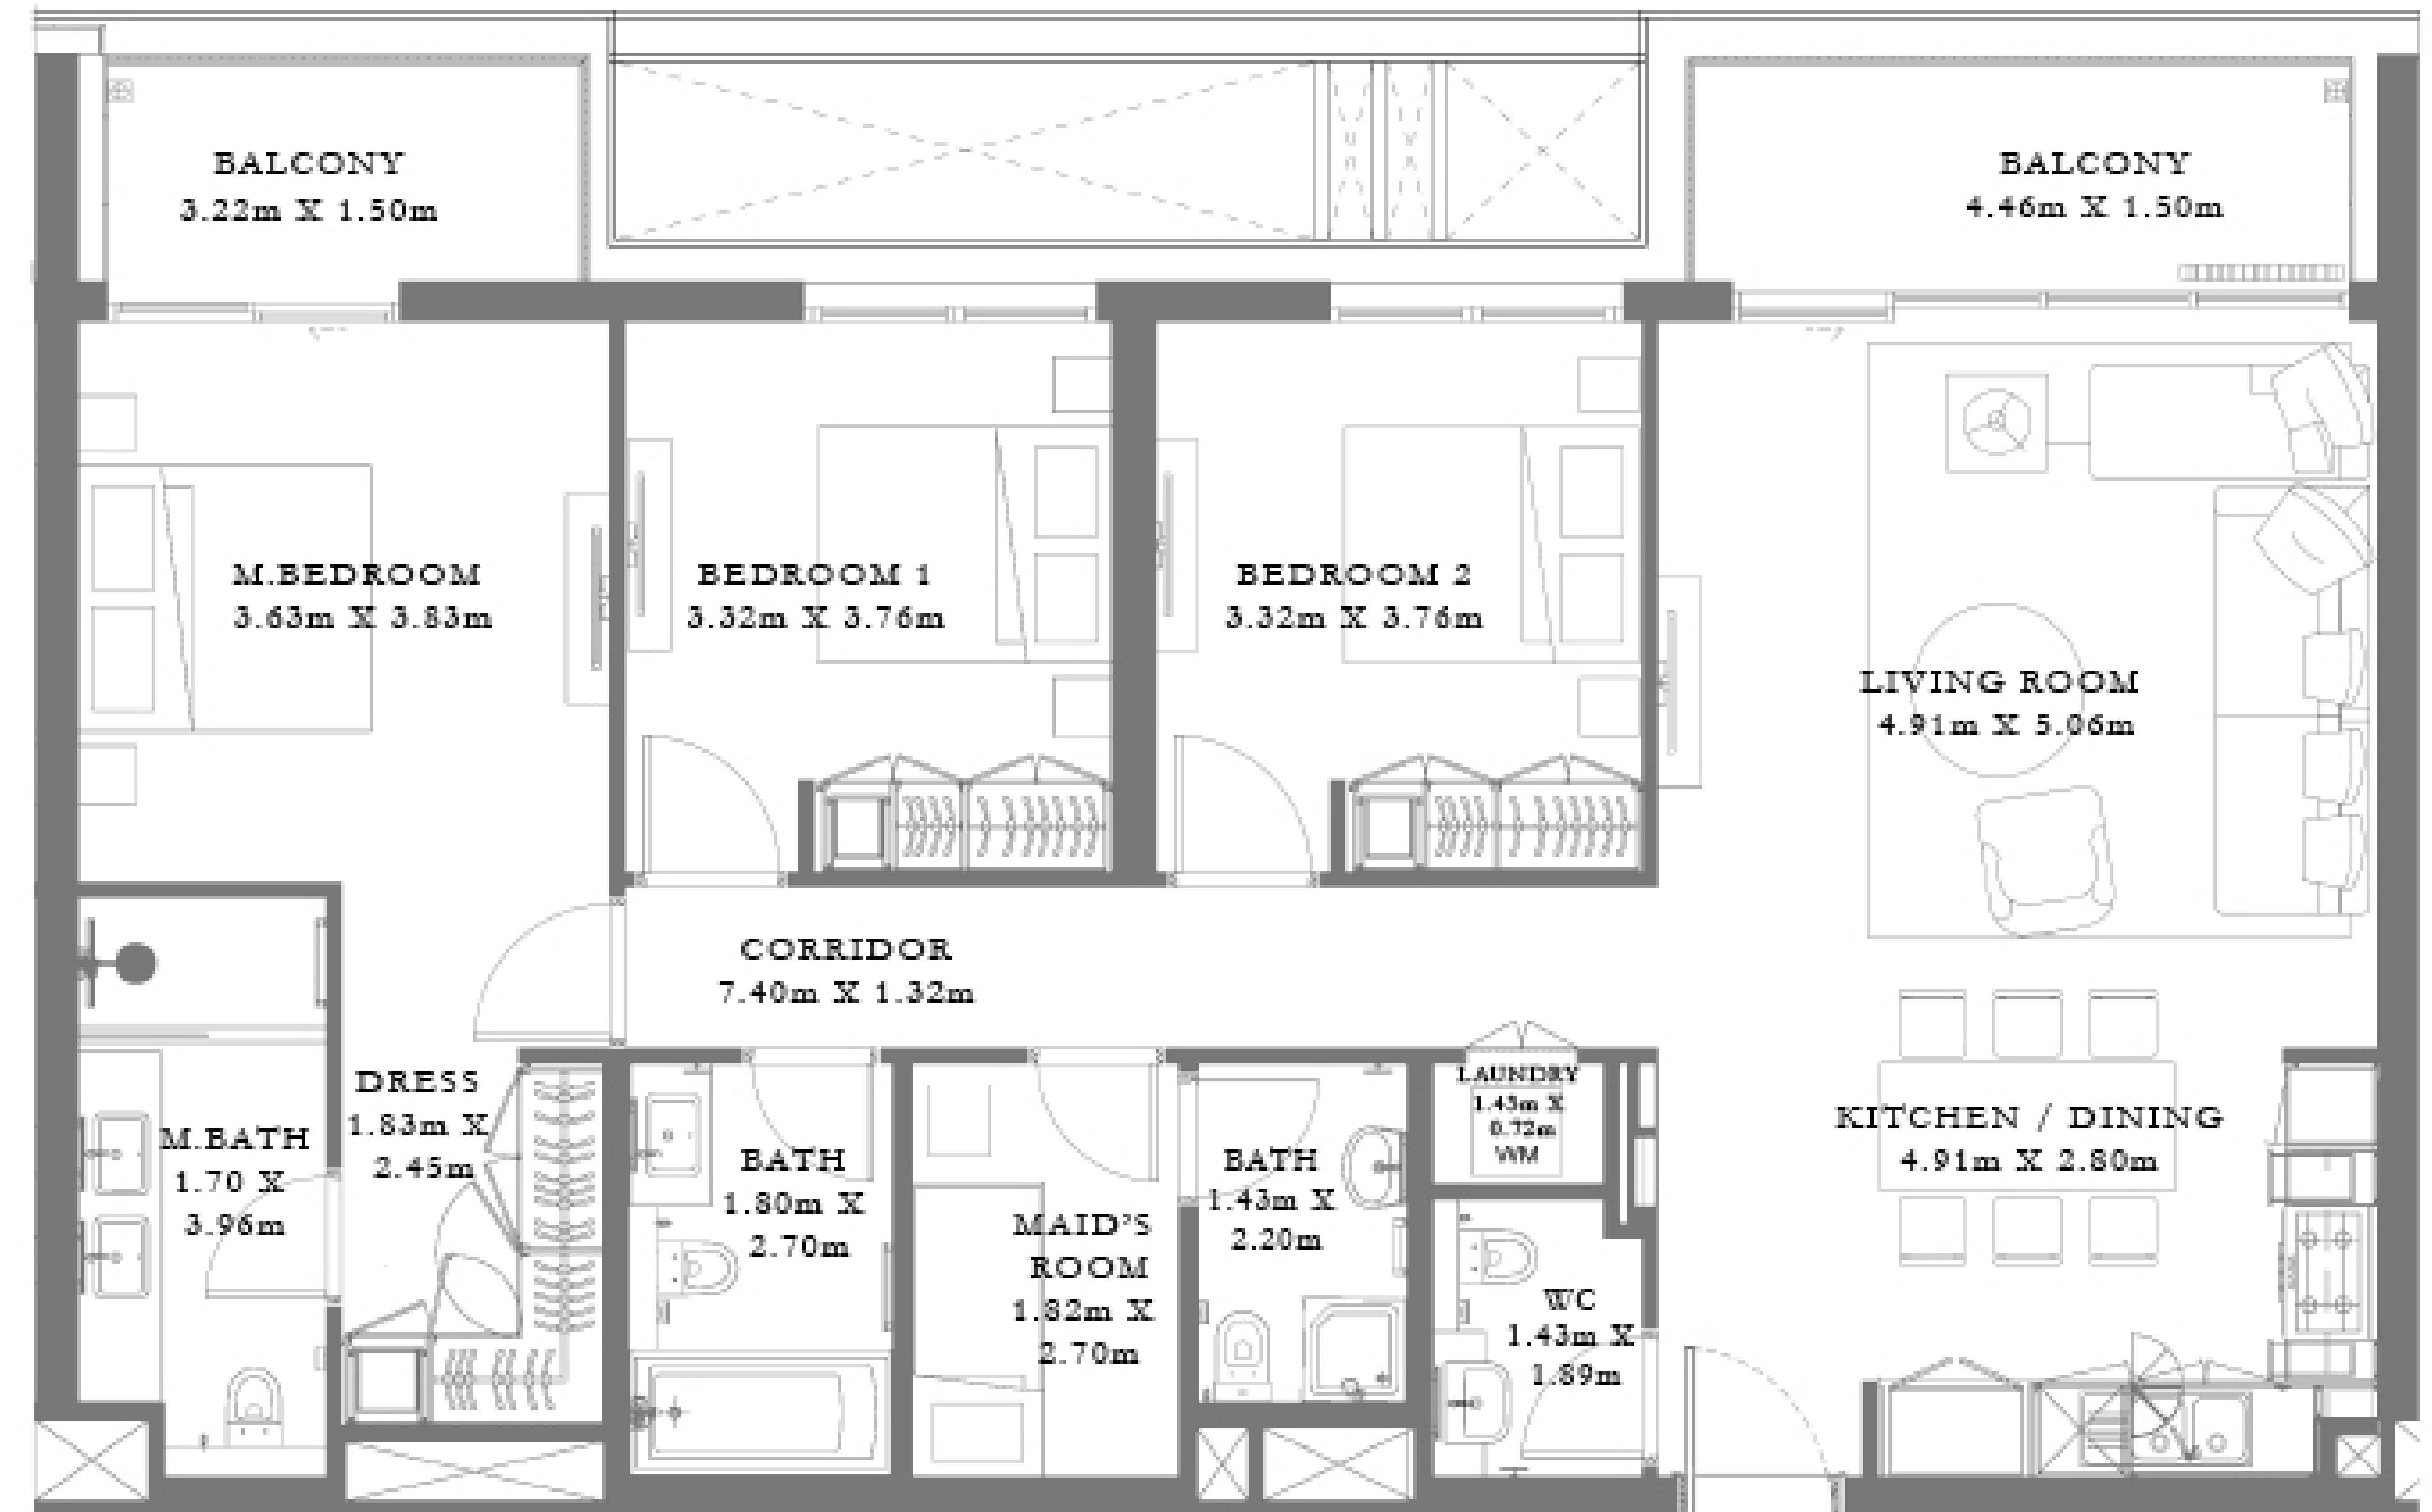 BALCONY
3.22m X 1.50m
BALCONY
4.46m X 1.50m
M.BEDROOM
3.63m X 3.83m
BEDROOM 1
3.32m X 3.76m
BEDROOM 2
3.32m X 3.76m
LIVING ROOM
4.91m X 5.06m
CORRIDOR
7.40m X 1.32m
DRESS
1.83m X
2.45m
M.BATH
1.70 X
3.96m
BATH
1.80m X
2.70m
MAID'S
ROOM
1.82m X
2.70m
BATH
1.43m X
2.20m
LAUNDRY
1.43m X
0.72m
WM
WC
1.43m X
1.89m
KITCHEN / DINING
4.91m X 2.80m